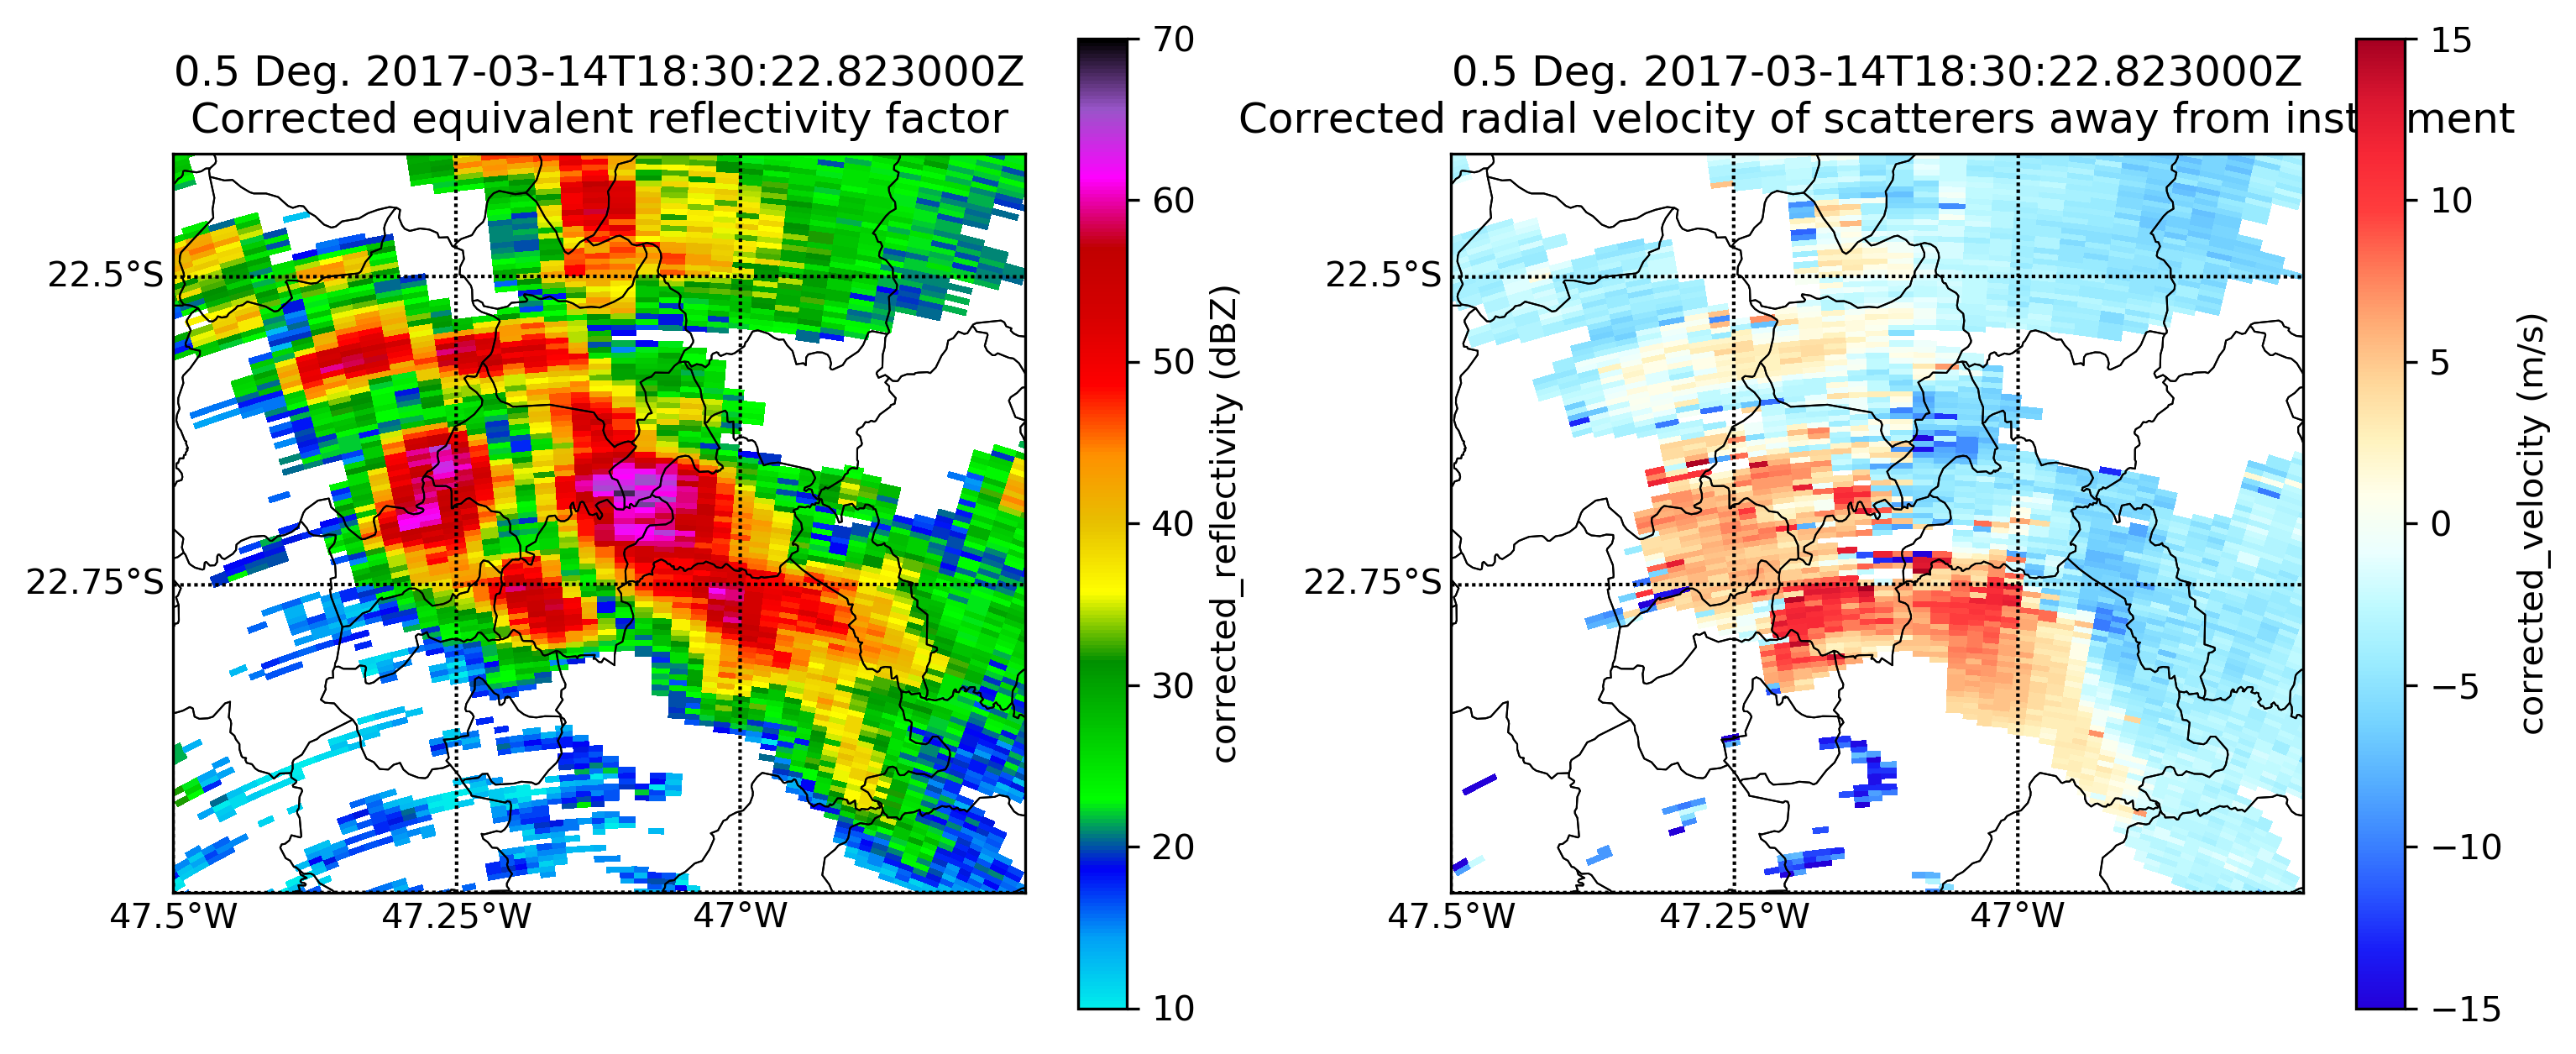 0.5 Deg. 2017-03-14T18:30:22.823000Z
Corrected equivalent reflectivity factor
22.5°S
22.75°S
47.5°W
47.25°W
47°W
70
60
50
40
30
20
10
corrected_reflectivity (dBZ)
0.5 Deg. 2017-03-14T18:30:22.823000Z
Corrected radial velocity of scatterers away from inst ment
22.5°S
22.75°S
47.5°W
47.25°W
47°W
15
10
5
0
−5
−10
−15
corrected_velocity (m/s)